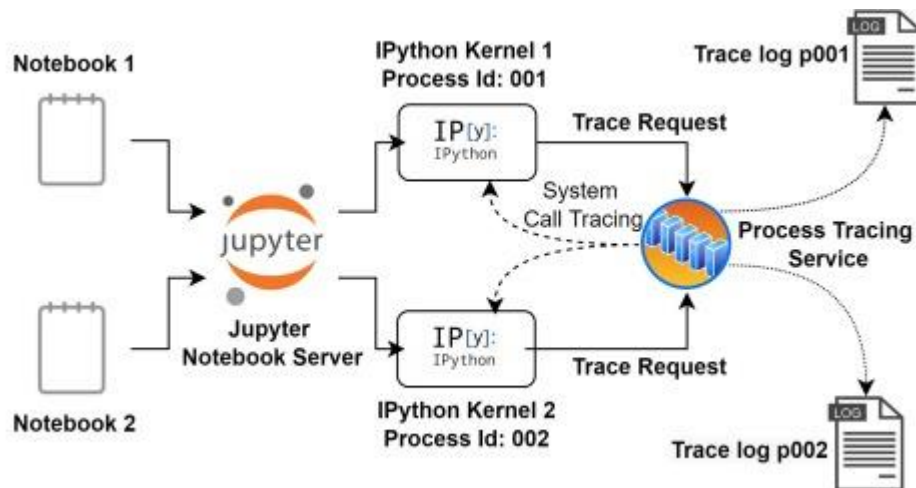 Notebook 1
IPython Kernel 1
Process Id: 001
IP[y]:
IPython
Trace Request
LOG
Trace log p001
System
Call Tracing
jupyter
Process Tracing
Service
Jupyter
Notebook Server
IP[y]:
IPython
Trace Request
Notebook 2
IPython Kernel 2
Process Id: 002
LOG
Trace log p002